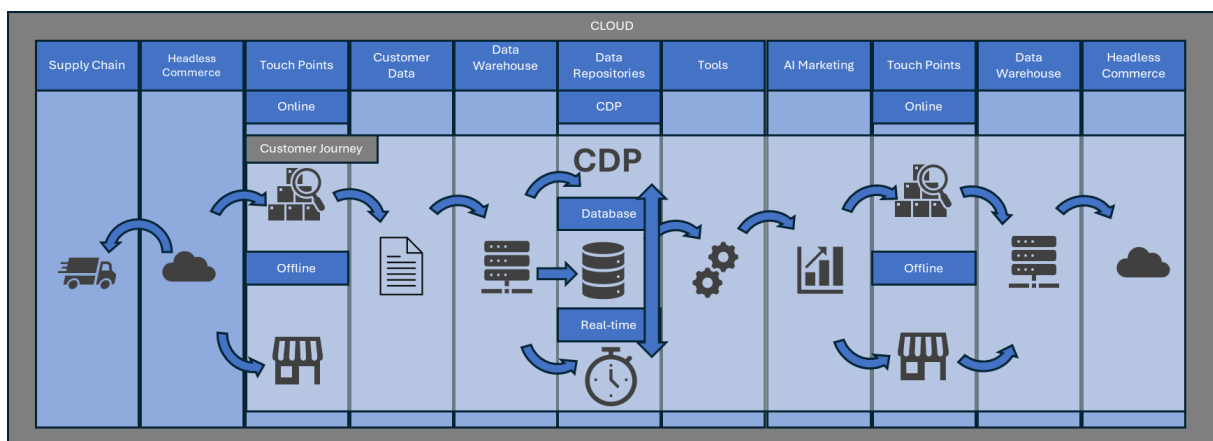 CLOUD
Supply Chain
Headless
Commerce
Touch Points
Customer
Data
Data
Warehouse
Data
Repositories
Tools
AI Marketing
Touch Points
Data
Warehouse
Headless
Commerce
Online
CDP
Online
Customer Journey
CDP
Database
Offline
Offline
Real-time